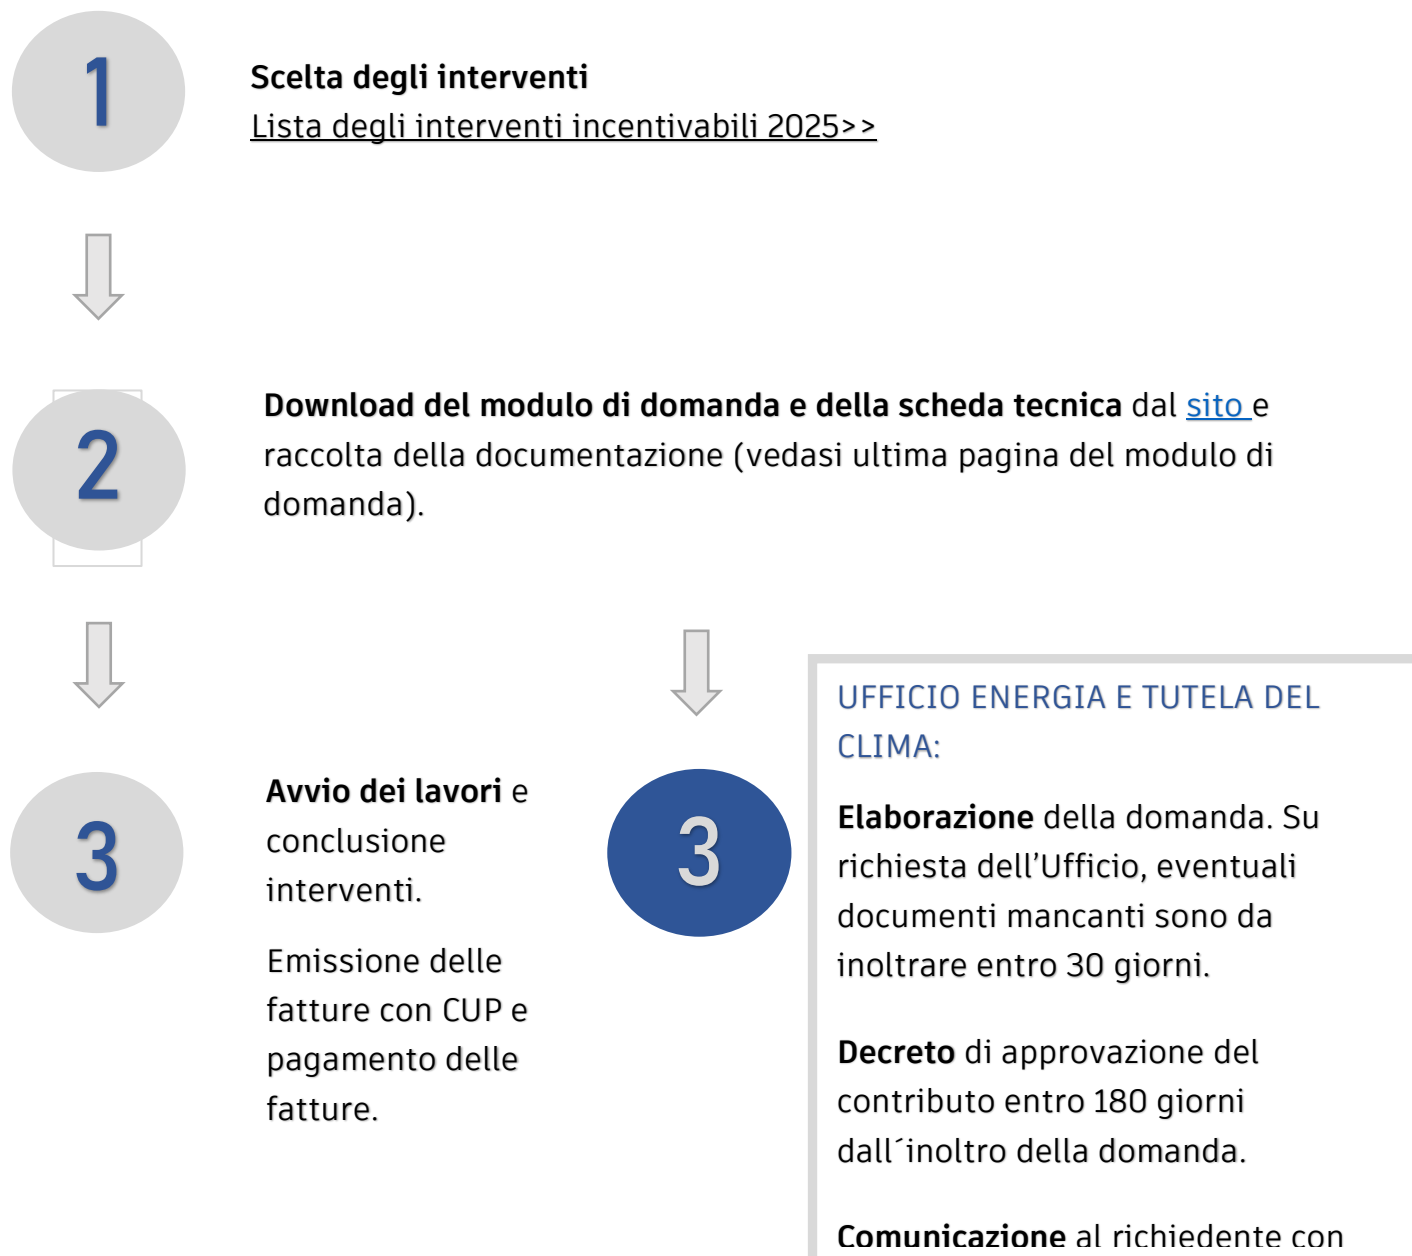 1
Scelta degli interventi
Lista degli interventi incentivabili 2025>>
2
Download del modulo di domanda e della scheda tecnica dal sito e
raccolta della documentazione (vedasi ultima pagina del modulo di
domanda).
3
Avvio dei lavori e
conclusione
interventi.
Emissione delle
fatture con CUP e
pagamento delle
fatture.
3
UFFICIO ENERGIA E TUTELA DEL
CLIMA:
Elaborazione della domanda. Su
richiesta dell’Ufficio, eventuali
documenti mancanti sono da
inoltrare entro 30 giorni.
Decreto di approvazione del
contributo entro 180 giorni
dall´inoltro della domanda.
Comunicazione al richiedente con